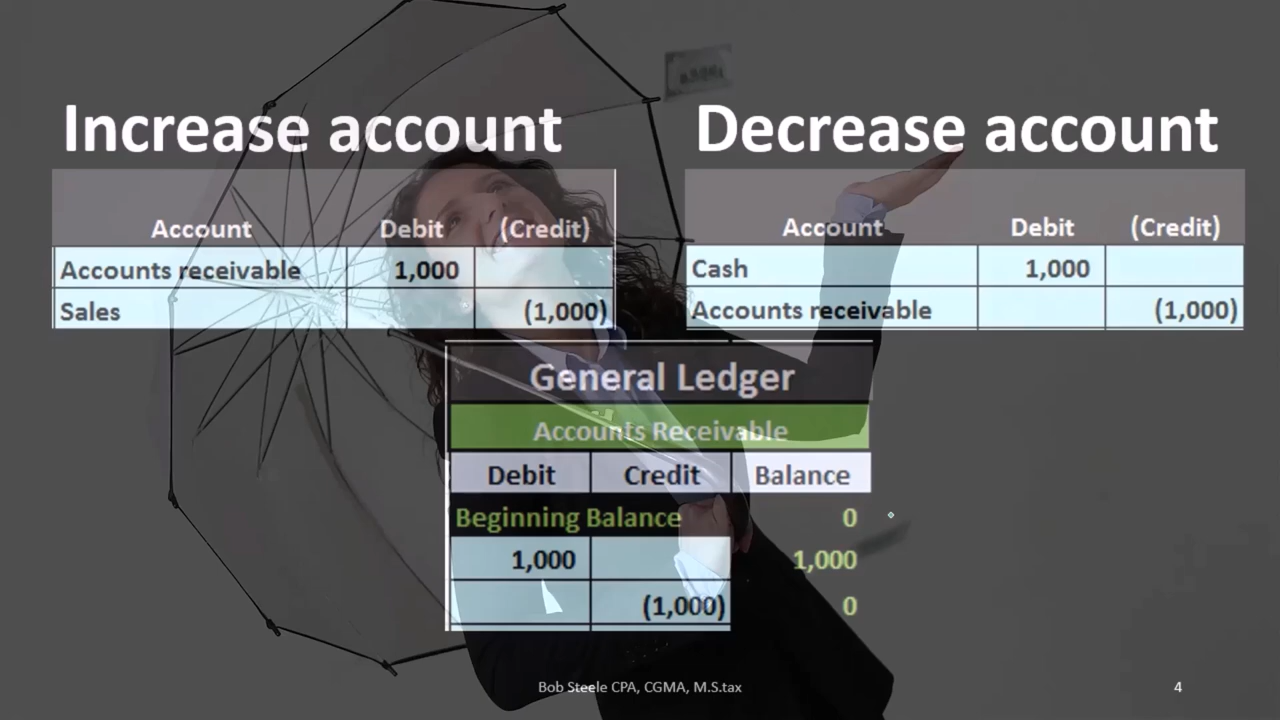 Increase account
Decrease account
Account Debit (Credit)
Accounts receivable 1,000
Sales (1,000)
Account Debit (Credit)
Cash 1,000
Accounts receivable (1,000)
General Ledger
Accounts Receivable
Debit Credit Balance
Beginning Balance 0
1,000 1,000
(1,000) 0
Bob Steele CPA, CGMA, M.S.tax
4